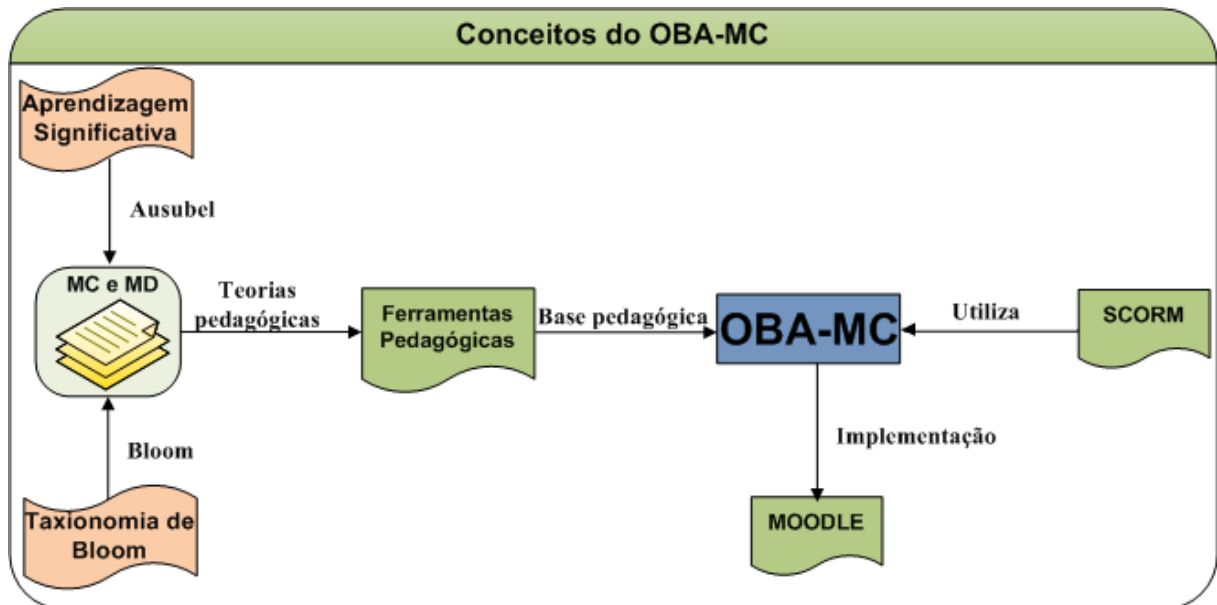 Conceitos do OBA-MC
Aprendizagem
Significativa
Ausubel
MC e MD
Teorias
pedagógicas
Ferramentas
Pedagógicas
Base pedagógica
OBA-MC
Utiliza
SCORM
Bloom
Implementação
Taxionomia de
Bloom
MOODLE